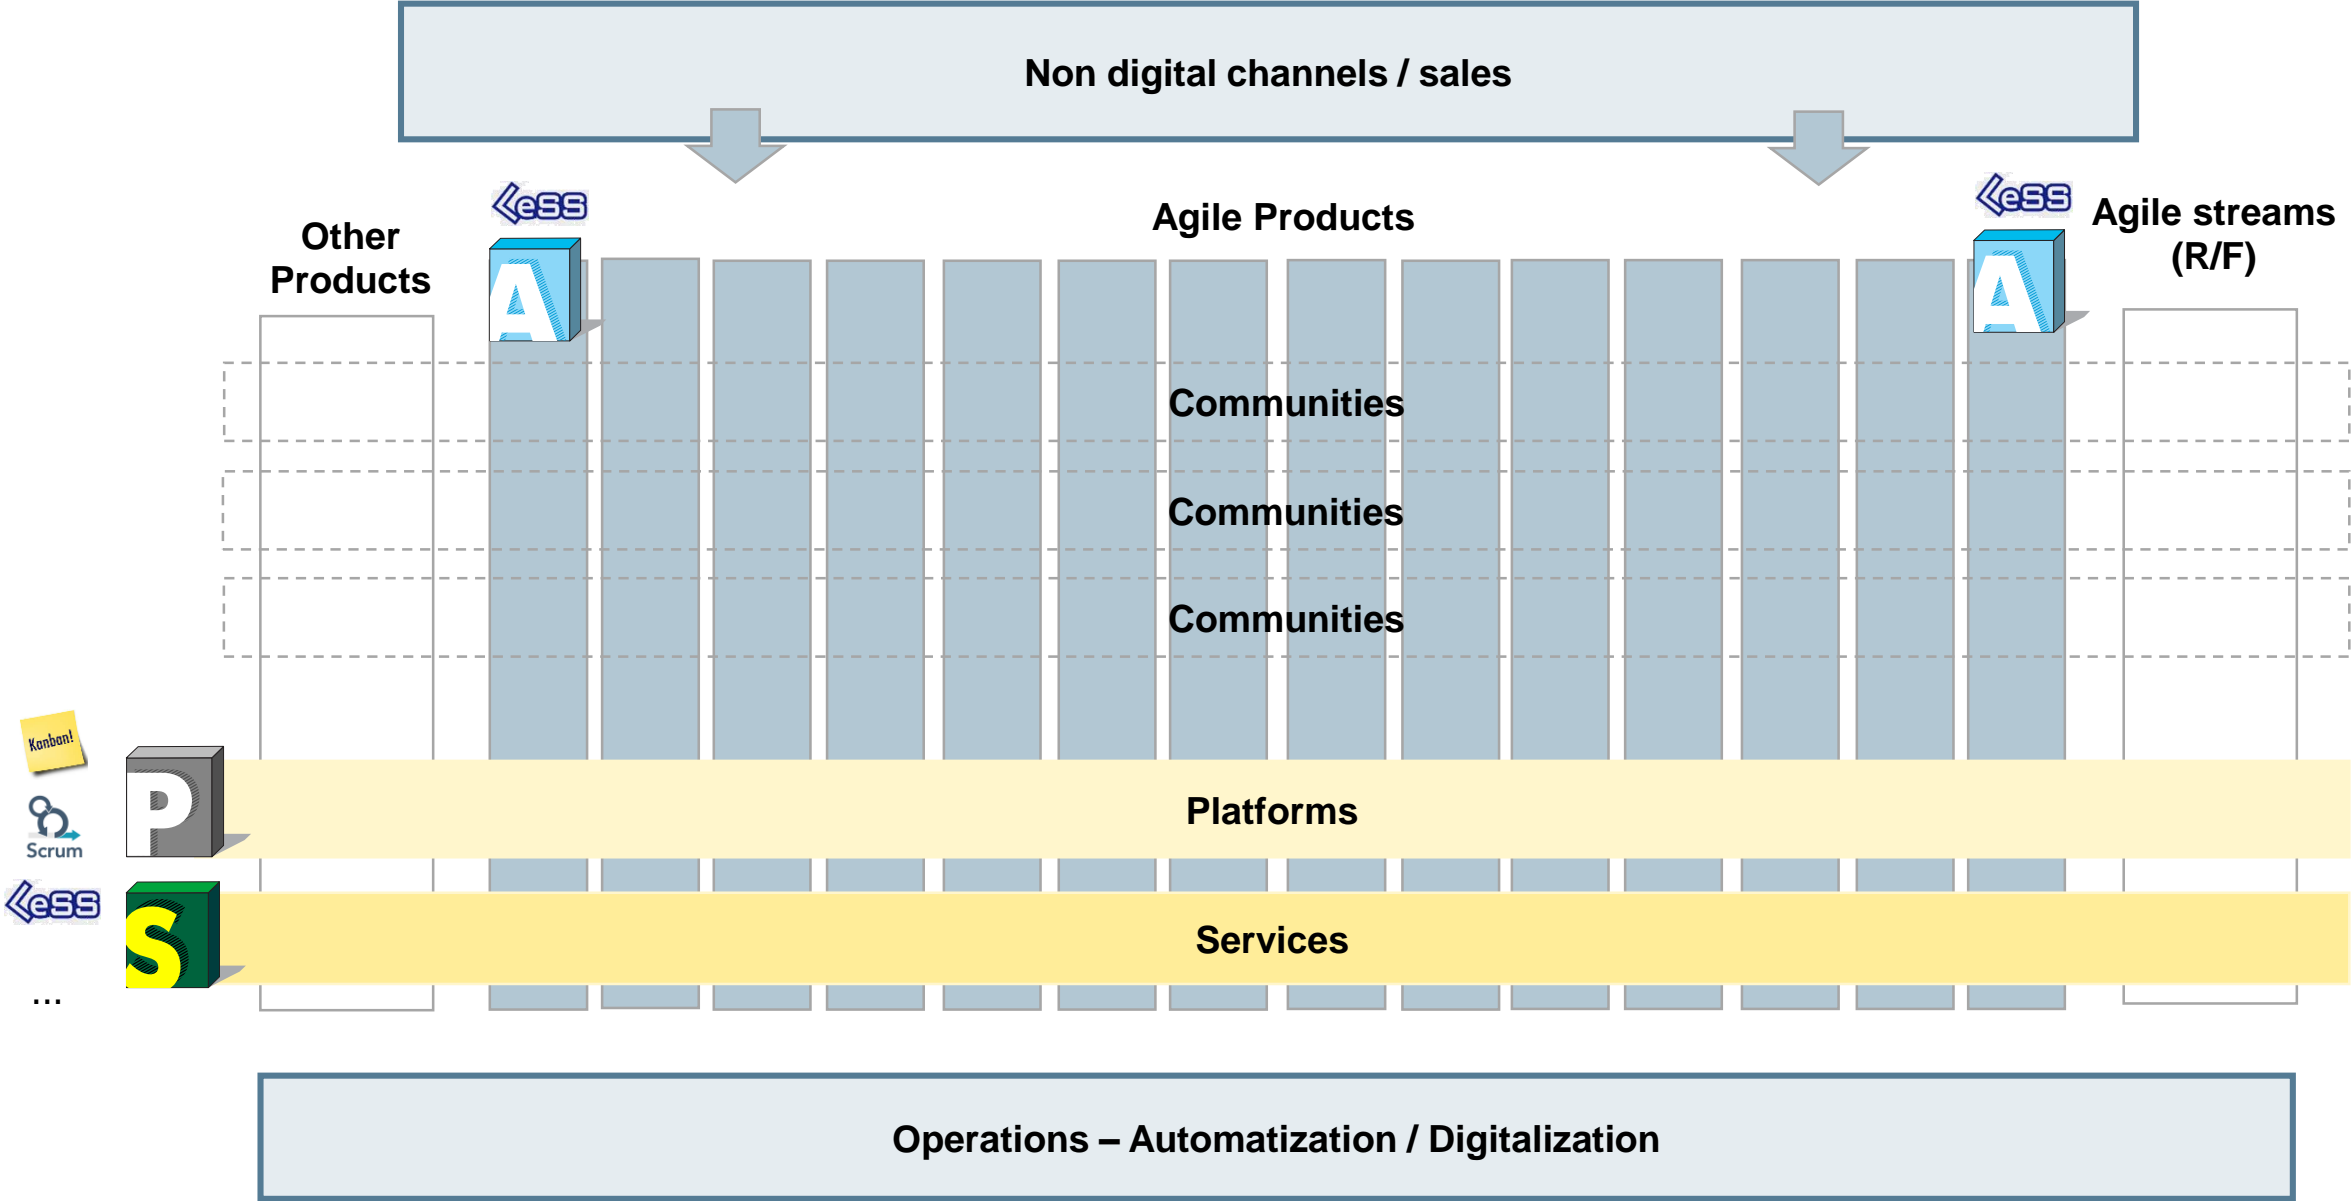 Non digital channels / sales
LeSS
LeSS
Agile Products
Agile streams
(R/F)
Other
Products
A
A
Communities
Communities
Communities
Kanban!
P
Platforms
Scrum
LeSS
S
Services
...
Operations – Automatization / Digitalization